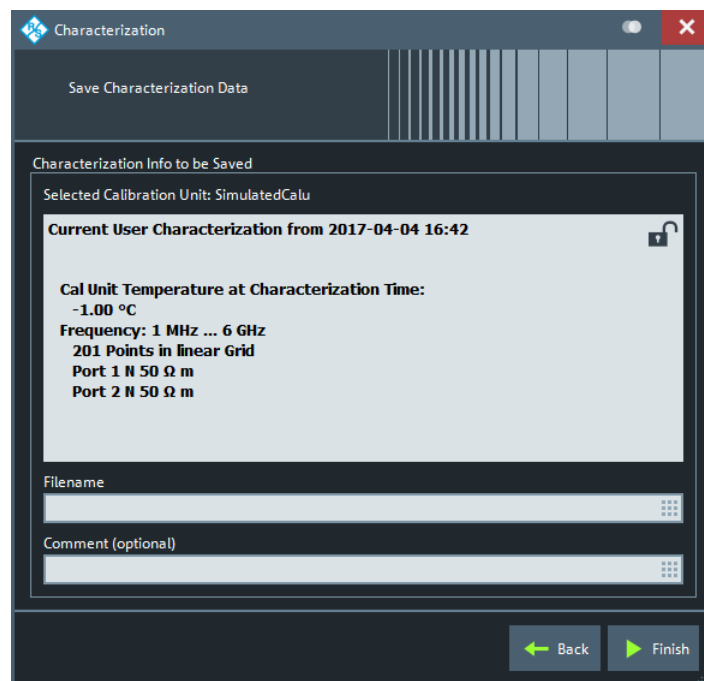 Characterization
Save Characterization Data
Characterization Info to be Saved
Selected Calibration Unit: SimulatedCalu
Current User Characterization from 2017-04-04 16:42
Cal Unit Temperature at Characterization Time:
-1.00 °C
Frequency: 1 MHz ... 6 GHz
201 Points in linear Grid
Port 1 N 50 Ω m
Port 2 N 50 Ω m
Filename
Comment (optional)
Back
Finish